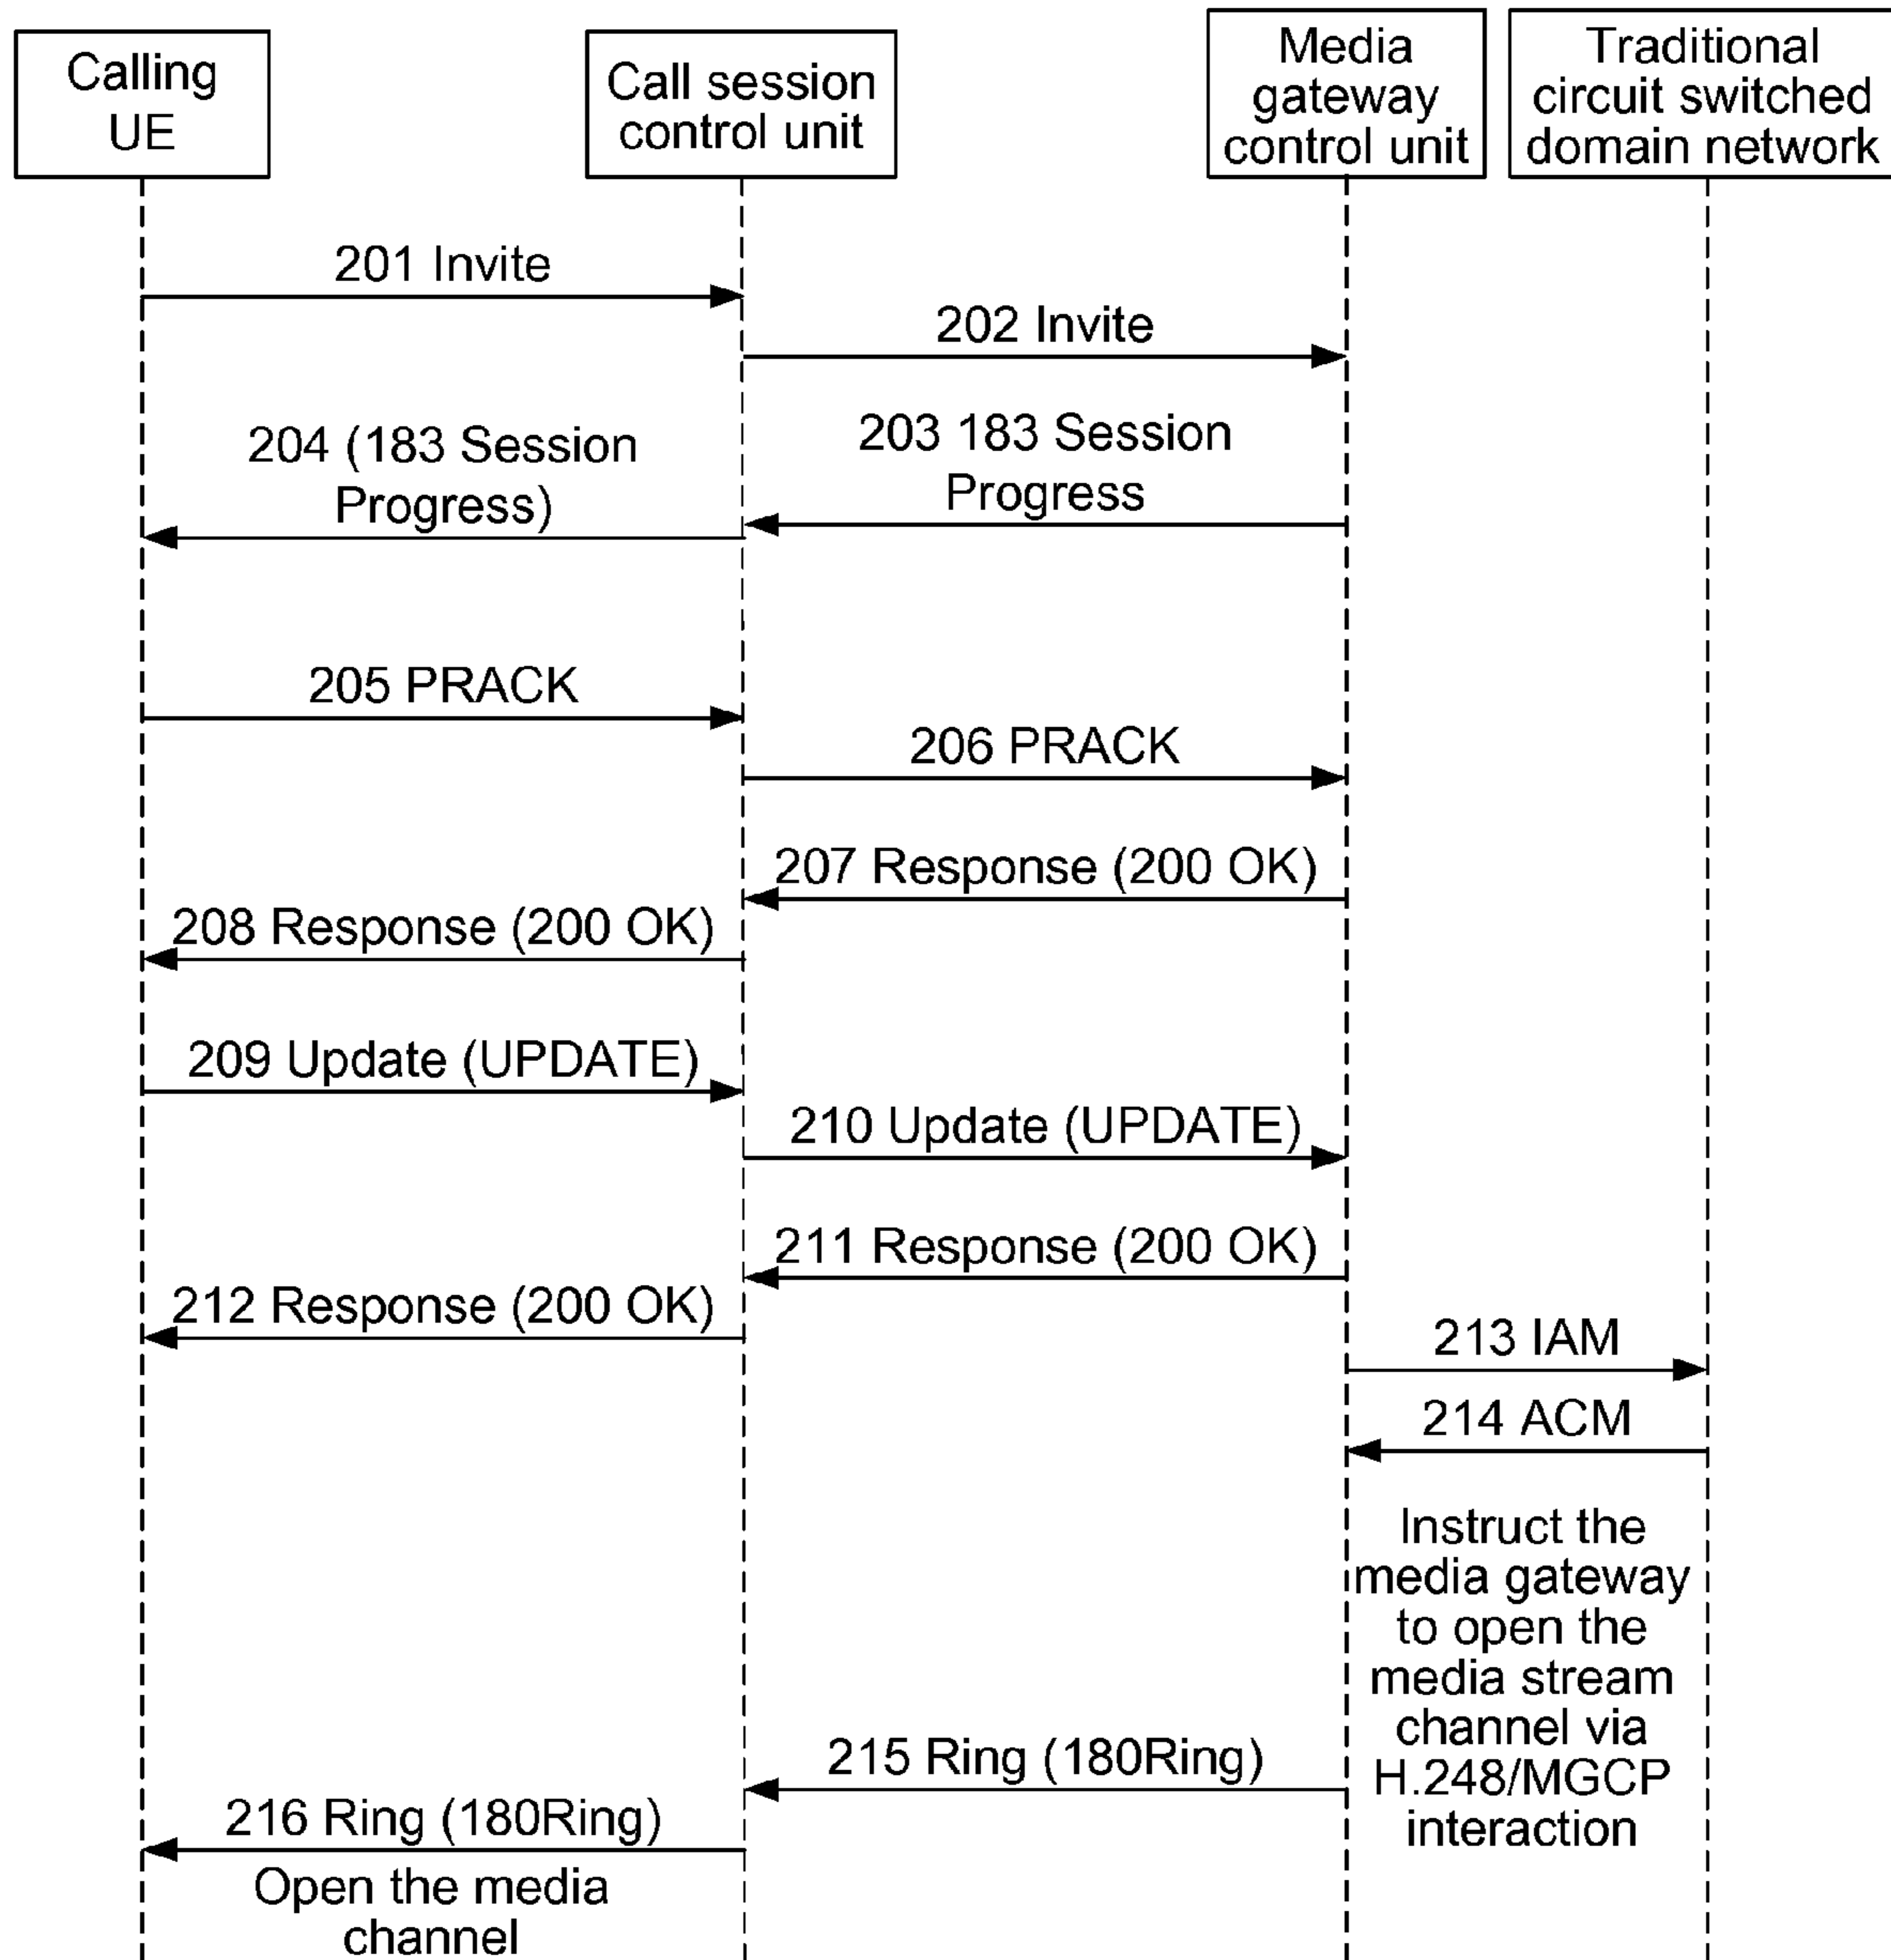 Calling
UE
Call session
control unit
Media
gateway
control unit
Traditional
circuit switched
domain network
201 Invite
202 Invite
203 183 Session
Progress
204 (183 Session
Progress)
205 PRACK
206 PRACK
207 Response (200 OK)
208 Response (200 OK)
209 Update (UPDATE)
210 Update (UPDATE)
211 Response (200 OK)
212 Response (200 OK)
213 IAM
214 ACM
Instruct the
media gateway
to open the
media stream
channel via
H.248/MGCP
interaction
215 Ring (180Ring)
216 Ring (180Ring)
Open the media
channel